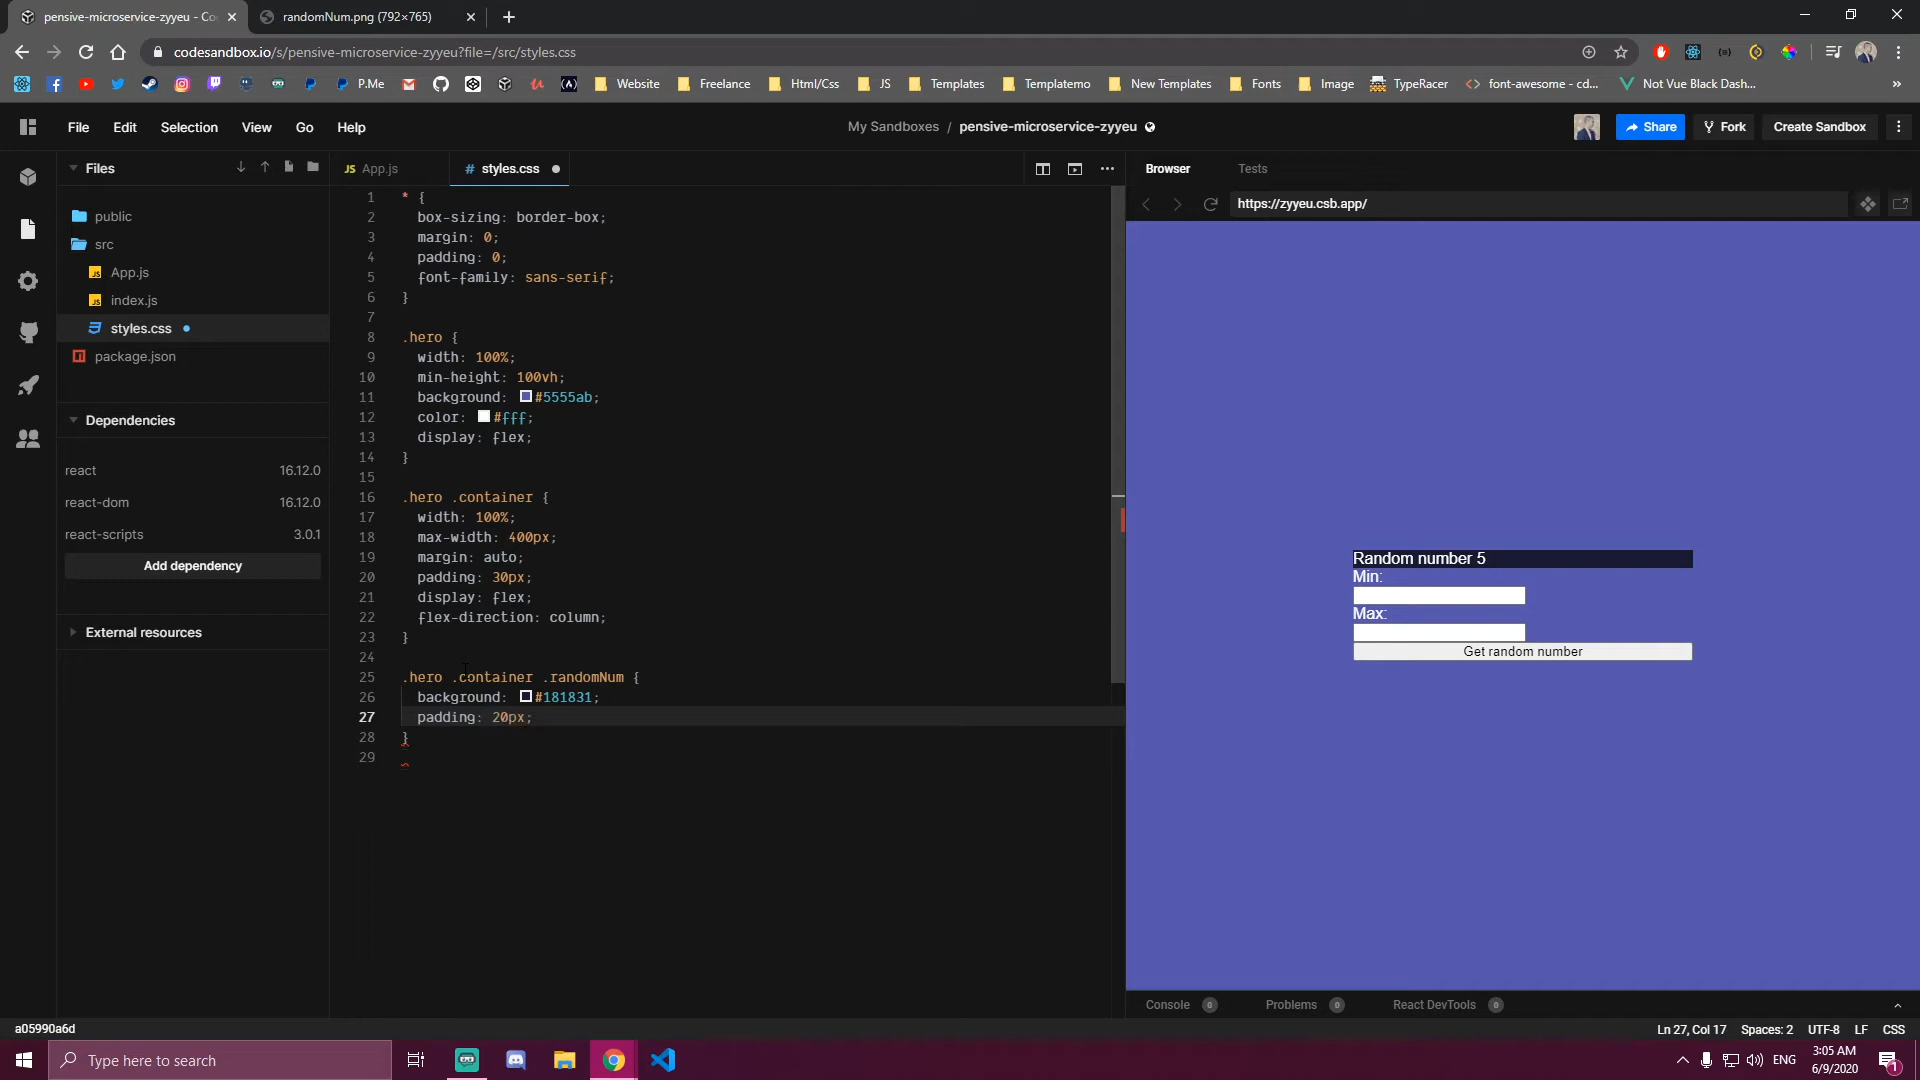 pensive-microservice-zyyeu - Co
randomNum.png (792×765)
codesandbox.io/s/pensive-microservice-zyyeu?file=/src/styles.css
P.Me
Website
Freelance
Html/Css
JS
Templates
Templatemo
New Templates
Fonts
Image
TypeRacer
font-awesome - cd...
Not Vue Black Dash...
File Edit Selection View Go Help
My Sandboxes / pensive-microservice-zyyeu
Share
Fork
Create Sandbox
Files
public
src
App.js
index.js
styles.css
package.json
Dependencies
react 16.12.0
react-dom 16.12.0
react-scripts 3.0.1
Add dependency
External resources
JS App.js
# styles.css
1 * {
2 box-sizing: border-box;
3 margin: 0;
4 padding: 0;
5 font-family: sans-serif;
6 }
7
8 .hero {
9 width: 100%;
10 min-height: 100vh;
11 background: #5555ab;
12 color: #fff;
13 display: flex;
14 }
15
16 .hero .container {
17 width: 100%;
18 max-width: 400px;
19 margin: auto;
20 padding: 30px;
21 display: flex;
22 flex-direction: column;
23 }
24
25 .hero .container .randomNum {
26 background: #181831;
27 padding: 20px;
28 }
29
Browser
Tests
https://zyyeu.csb.app/
Random number 5
Min:
Max:
Get random number
Console 0
Problems 0
React DevTools 0
a05990a6d
Ln 27, Col 17
Spaces: 2
UTF-8
LF
CSS
Type here to search
ENG
3:05 AM
6/9/2020
1